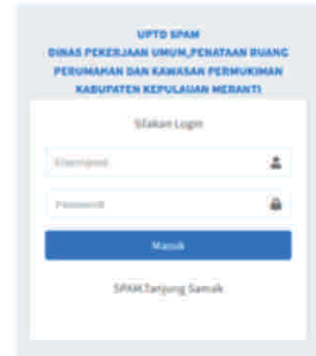 UPTD SPAM
DINAS PEKERJAAN UMUM,PENATAAN RUANG
PERUMAHAN DAN KAWASAN PERMUKIMAN
KABUPATEN KEPULAUAN MERANTI
Silakan Login
Username
Password
Masuk
SPAM.Tanjung Samak